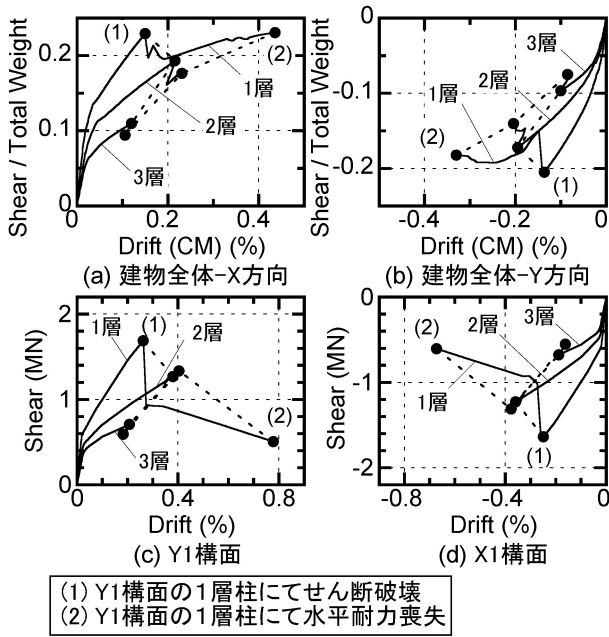 Shear / Total Weight
0.2
0.1
0
(1)
(2)
1層
2層
3層
0
0.2
0.4
Drift (CM) (%)
(a) 建物全体-X方向
Shear / Total Weight
0
-0.1
-0.2
3層
2層
1層
(2)
(1)
-0.4
-0.2
0
Drift (CM) (%)
(b) 建物全体-Y方向
Shear (MN)
2
1
0
1層
(1)
2層
(2)
3層
0
0.4
0.8
Drift (%)
(c) Y1構面
Shear (MN)
0
-1
-2
(2)
3層
2層
1層
(1)
-0.8
-0.4
0
Drift (%)
(d) X1構面
(1) Y1構面の1層柱にてせん断破壊
(2) Y1構面の1層柱にて水平耐力喪失